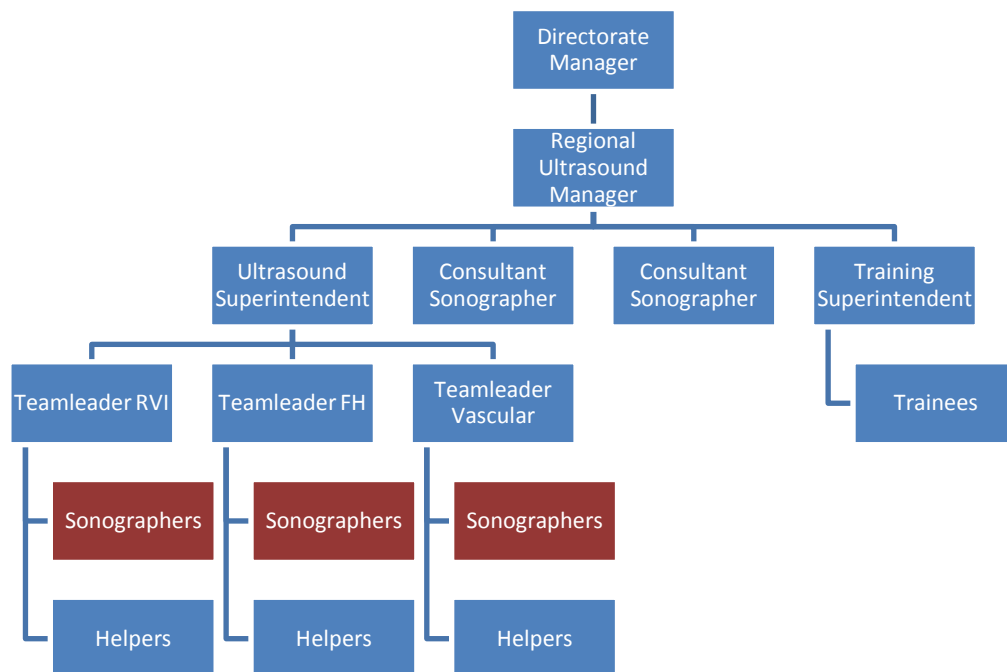 Directorate
Manager
Regional
Ultrasound
Manager
Ultrasound
Superintendent
Consultant
Sonographer
Consultant
Sonographer
Training
Superintendent
Teamleader RVI
Teamleader FH
Teamleader
Vascular
Trainees
Sonographers
Sonographers
Sonographers
Helpers
Helpers
Helpers